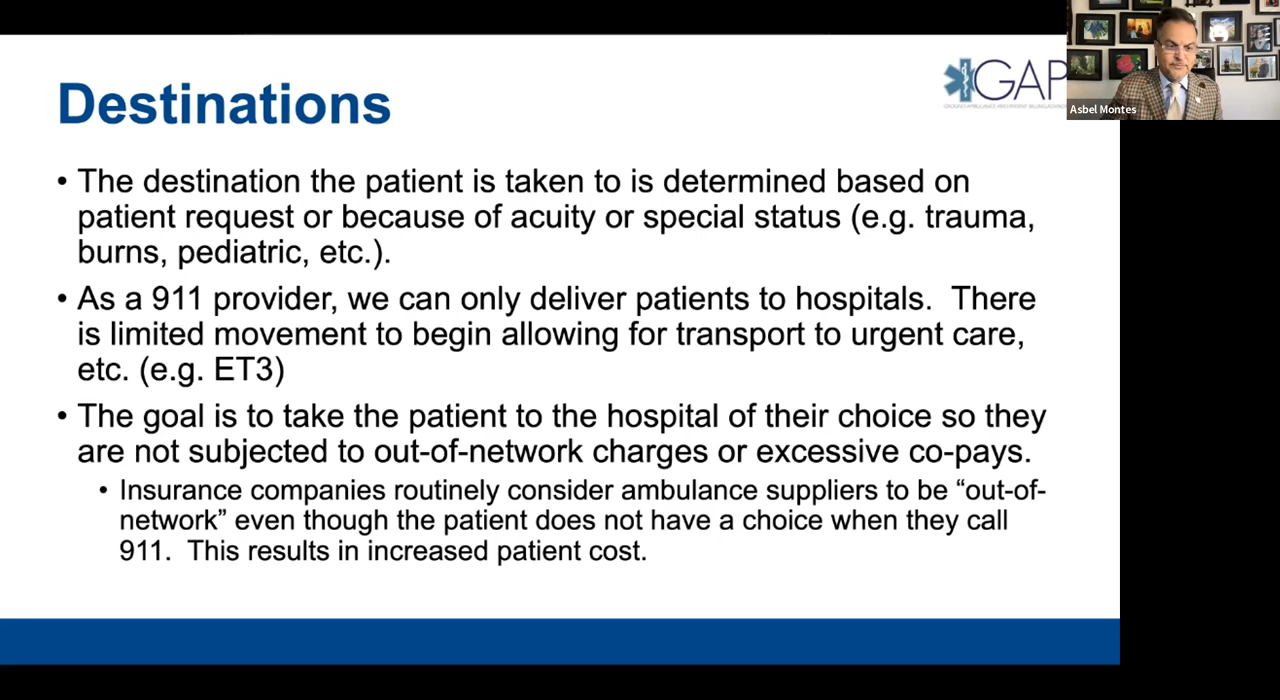 Destinations
GAP
Asbel Montes
• The destination the patient is taken to is determined based on
patient request or because of acuity or special status (e.g. trauma,
burns, pediatric, etc.).
• As a 911 provider, we can only deliver patients to hospitals.  There
is limited movement to begin allowing for transport to urgent care,
etc. (e.g. ET3)
• The goal is to take the patient to the hospital of their choice so they
are not subjected to out-of-network charges or excessive co-pays.
• Insurance companies routinely consider ambulance suppliers to be “out-of-
network” even though the patient does not have a choice when they call
911.  This results in increased patient cost.